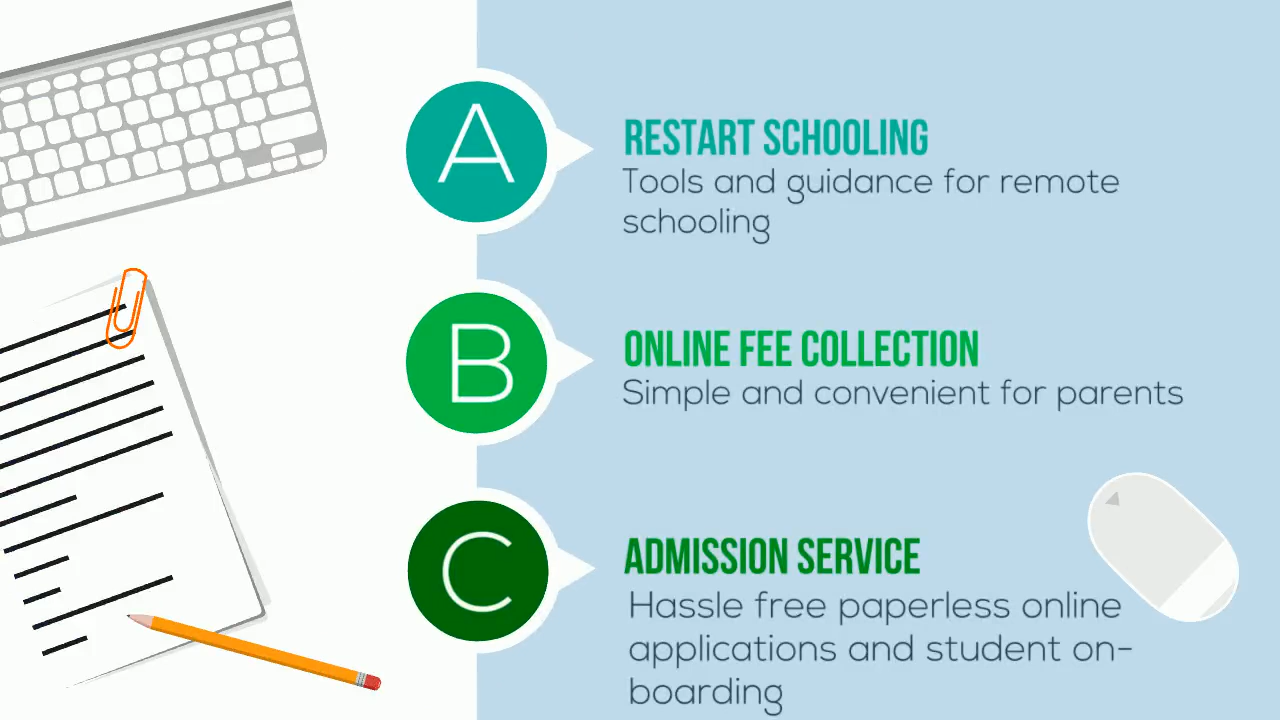 A
RESTART SCHOOLING
Tools and guidance for remote
schooling
B
ONLINE FEE COLLECTION
Simple and convenient for parents
C
ADMISSION SERVICE
Hassle free paperless online
applications and student on-
boarding